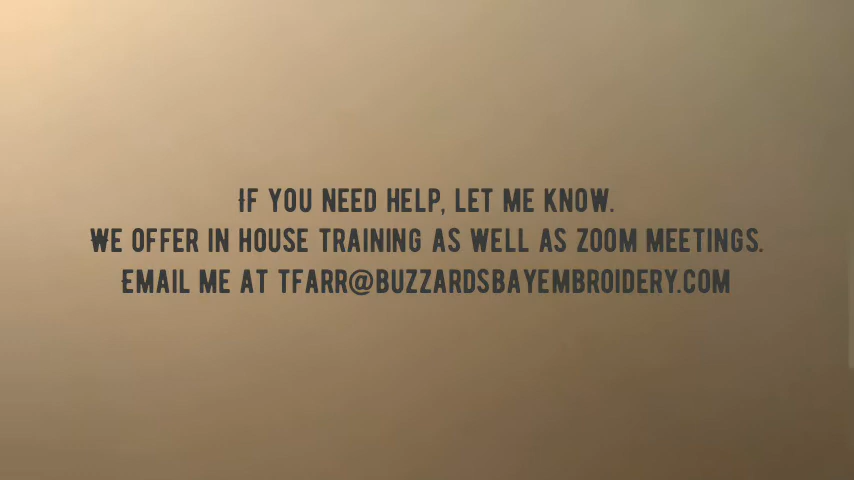 If you need help, let me know.
We offer in house training as well as zoom meetings.
Email me at tfarr@buzzardsbayembroidery.com